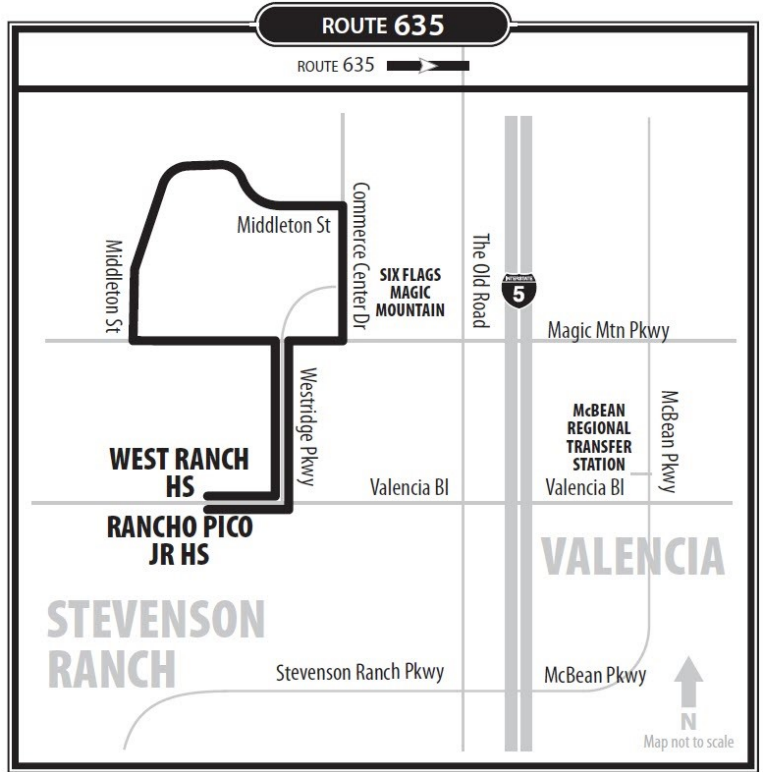 ROUTE 635
ROUTE 635
Middleton St
Middleton St
Commerce Center Dr
SIX FLAGS
MAGIC
MOUNTAIN
The Old Road
INTERSTATE
5
Magic Mtn Pkwy
Westridge Pkwy
McBEAN
REGIONAL
TRANSFER
STATION
McBean Pkwy
WEST RANCH
HS
Valencia Bl
Valencia Bl
RANCHO PICO
JR HS
VALENCIA
STEVENSON
RANCH
Stevenson Ranch Pkwy
McBean Pkwy
N
Map not to scale